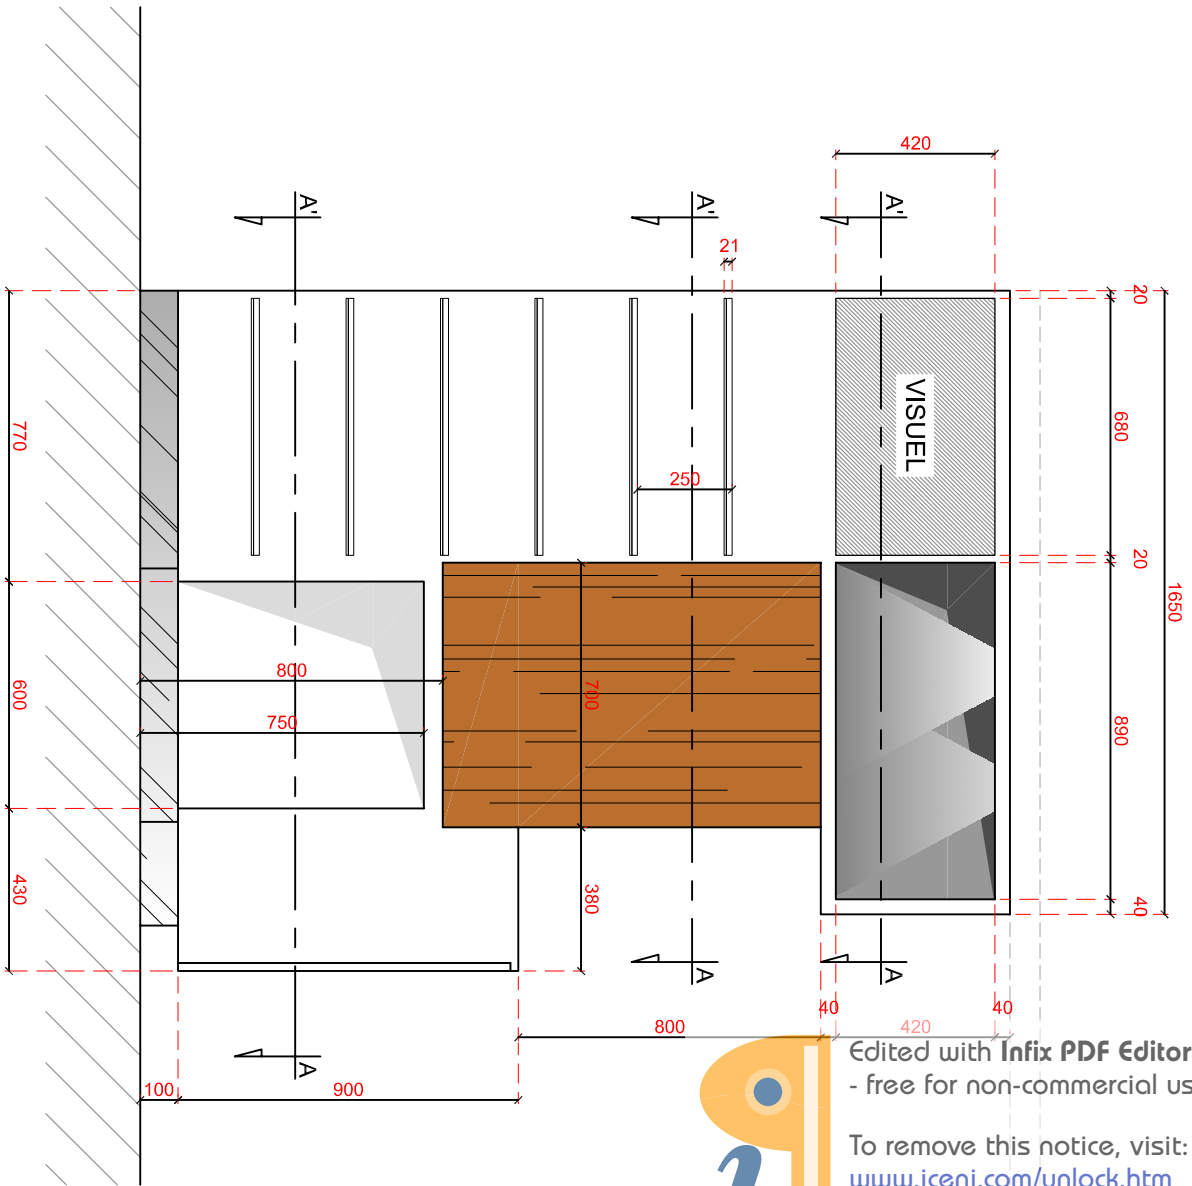 420
A'
A'
A'
21
20
680
VISUEL
250
770
20
1650
800
700
600
750
890
430
380
40
A
A
40
40
800
420
A
100
900
Edited with Infix PDF Editor
- free for non-commercial us
To remove this notice, visit:
www.iceni.com/unlock.htm